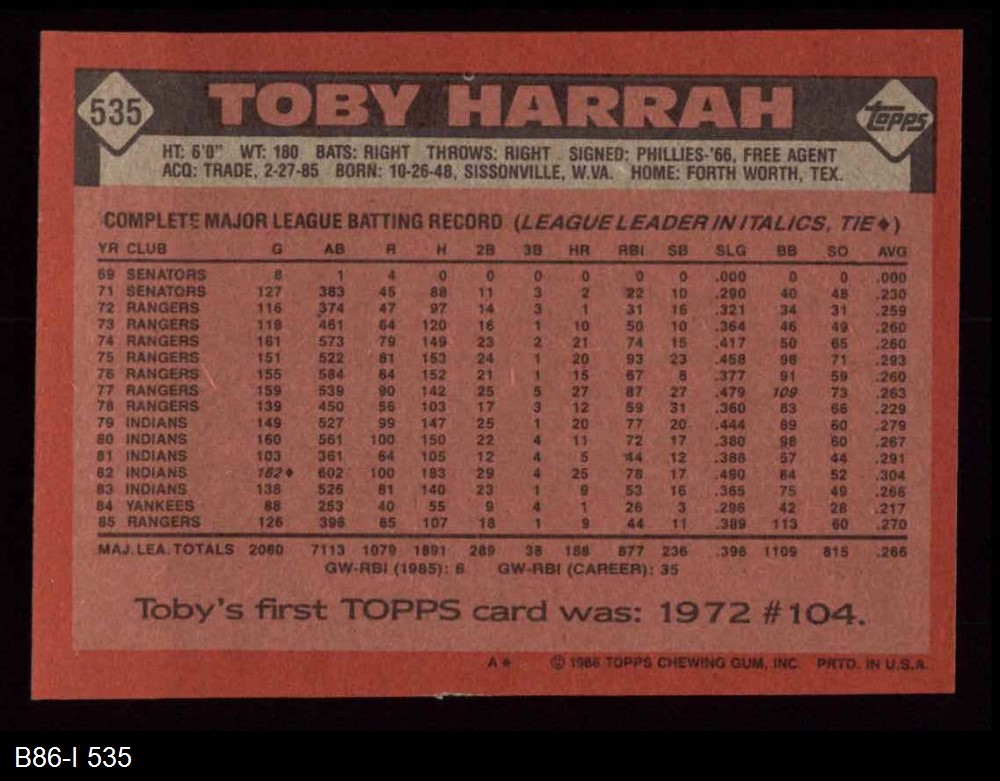 535
TOBY HARRAH
Topps
HT: 6'0" WT: 180 BATS: RIGHT THROWS: RIGHT SIGNED: PHILLIES-'66, FREE AGENT
ACQ: TRADE, 2-27-85 BORN: 10-26-48, SISSONVILLE, W.VA. HOME: FORTH WORTH, TEX.
COMPLETE MAJOR LEAGUE BATTING RECORD (LEAGUE LEADER IN ITALICS, TIE♦)
YR CLUB G AB R H 2B 3B HR RBI SB SLG BB SO AVG
69 SENATORS 8 1 4 0 0 0 0 0 0 .000 0 0 .000
71 SENATORS 127 383 45 88 11 3 2 22 10 .290 40 48 .230
72 RANGERS 116 374 47 97 14 3 1 31 16 .321 34 31 .259
73 RANGERS 118 461 64 120 16 1 10 50 10 .364 46 49 .260
74 RANGERS 161 573 79 149 23 2 21 74 15 .417 50 65 .260
75 RANGERS 151 522 81 153 24 1 20 93 23 .458 98 71 .293
76 RANGERS 155 584 64 152 21 1 15 67 8 .377 91 59 .260
77 RANGERS 159 539 90 142 25 5 27 87 27 .479 109 73 .263
78 RANGERS 139 450 56 103 17 3 12 59 31 .360 83 66 .229
79 INDIANS 149 527 99 147 25 1 20 77 20 .444 89 60 .279
80 INDIANS 160 561 100 150 22 4 11 72 17 .380 98 60 .267
81 INDIANS 103 361 64 105 12 4 5 44 12 .388 57 44 .291
82 INDIANS 162♦ 602 100 183 29 4 25 78 17 .490 84 52 .304
83 INDIANS 138 526 81 140 23 1 9 53 16 .365 75 49 .266
84 YANKEES 88 253 40 55 9 4 1 26 3 .296 42 28 .217
85 RANGERS 126 396 65 107 18 1 9 44 11 .389 113 60 .270
MAJ.LEA.TOTALS 2060 7113 1079 1891 289 38 188 877 236 .396 1109 815 .266
GW-RBI (1985): 6 GW-RBI (CAREER): 35
Toby's first TOPPS card was: 1972 #104.
A* © 1986 TOPPS CHEWING GUM, INC. PRTD. IN U.S.A.
B86-I 535